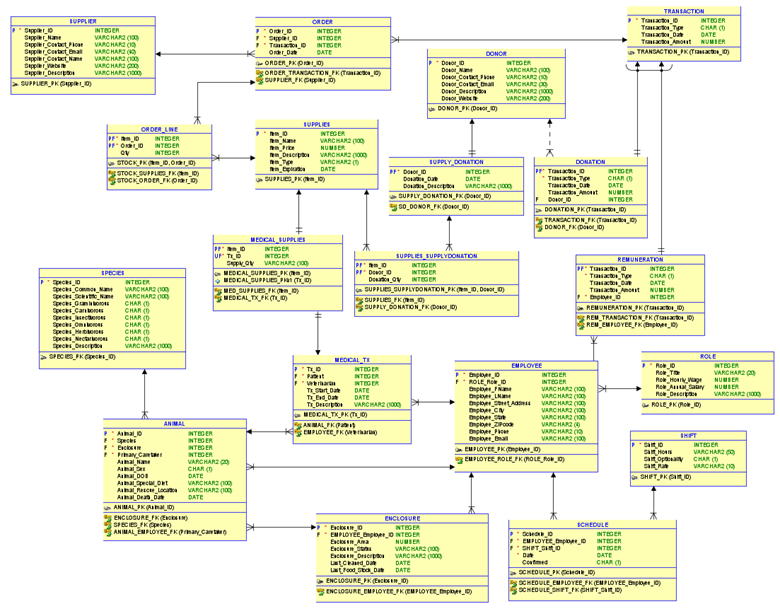 SUPPLIER
P * Supplier_ID INTEGER
Supplier_Name VARCHAR2 (100)
Supplier_Contact_Phone VARCHAR2 (10)
Supplier_Contact_Email VARCHAR2 (40)
Supplier_Website VARCHAR2 (200)
Supplier_Description VARCHAR2 (1000)
SUPPLIER_PK (Supplier_ID)
ORDER
P * Order_ID INTEGER
F * Supplier_ID INTEGER
F * Transaction_ID INTEGER
Order_Date DATE
ORDER_PK (Order_ID)
ORDER_TRANSACTION_FK (Transaction_ID)
SUPPLIER_FK (Supplier_ID)
TRANSACTION
P * Transaction_ID INTEGER
Transaction_Type CHAR (1)
Transaction_Date DATE
Transaction_Amount NUMBER
TRANSACTION_PK (Transaction_ID)
DONOR
P * Donor_ID INTEGER
Donor_Name VARCHAR2 (100)
Donor_Contact_Phone VARCHAR2 (10)
Donor_Contact_Email VARCHAR2 (30)
Donor_Description VARCHAR2 (1000)
Donor_Website VARCHAR2 (200)
DONOR_PK (Donor_ID)
ORDER_LINE
PF * Item_ID INTEGER
PF * Order_ID INTEGER
Qty INTEGER
STOCK_PK (Item_ID, Order_ID)
STOCK_SUPPLIES_FK (Item_ID)
STOCK_ORDER_FK (Order_ID)
SUPPLIES
P * Item_ID INTEGER
Item_Name VARCHAR2 (100)
Item_Price NUMBER
Item_Description VARCHAR2 (1000)
Item_Type VARCHAR2 (1)
Item_Expiration DATE
SUPPLIES_PK (Item_ID)
SUPPLY_DONATION
PF * Donor_ID INTEGER
Donation_Date DATE
Donation_Description VARCHAR2 (1000)
SUPPLY_DONATION_PK (Donor_ID)
SD_DONOR_FK (Donor_ID)
DONATION
PF * Transaction_ID INTEGER
* Transaction_Type CHAR (1)
Transaction_Date DATE
Transaction_Amount NUMBER
F Donor_ID INTEGER
DONATION_PK (Transaction_ID)
TRANSACTION_FK (Transaction_ID)
DONOR_FK (Donor_ID)
MEDICAL_SUPPLIES
PF * Item_ID INTEGER
UF * Tx_ID INTEGER
Supply_Qty VARCHAR2 (100)
MEDICAL_SUPPLIES_PK (Item_ID)
MEDICAL_SUPPLIES_PKv1 (Tx_ID)
MED_SUPPLIES_FK (Item_ID)
MEDICAL_TX_FK (Tx_ID)
SUPPLIES_SUPPLYDONATION
PF * Item_ID INTEGER
PF * Donor_ID INTEGER
Donation_Qty INTEGER
SUPPLIES_SUPPLYDONATION_PK (Item_ID, Donor_ID)
SUPPLIES_FK (Item_ID)
SUPPLY_DONATION_FK (Donor_ID)
REMUNERATION
PF * Transaction_ID INTEGER
* Transaction_Type CHAR (1)
Transaction_Date DATE
Transaction_Amount NUMBER
F * Employee_ID INTEGER
REMUNERATION_PK (Transaction_ID)
REM_TRANSACTION_FK (Transaction_ID)
REM_EMPLOYEE_FK (Employee_ID)
SPECIES
P * Species_ID INTEGER
Species_Common_Name VARCHAR2 (100)
Species_Scientific_Name VARCHAR2 (100)
Species_Graminivorous CHAR (1)
Species_Carnivorous CHAR (1)
Species_Insectivorous CHAR (1)
Species_Omnivorous CHAR (1)
Species_Herbivorous CHAR (1)
Species_Nectarivorous CHAR (1)
Species_Description VARCHAR2 (1000)
SPECIES_PK (Species_ID)
MEDICAL_TX
P * Tx_ID INTEGER
F * Patient INTEGER
F * Veterinarian INTEGER
Tx_Start_Date DATE
Tx_End_Date DATE
Tx_Description VARCHAR2 (1000)
MEDICAL_TX_PK (Tx_ID)
ANIMAL_FK (Patient)
EMPLOYEE_FK (Veterinarian)
EMPLOYEE
P * Employee_ID INTEGER
F * ROLE_Role_ID INTEGER
Employee_FName VARCHAR2 (100)
Employee_LName VARCHAR2 (100)
Employee_Street_Address VARCHAR2 (100)
Employee_City VARCHAR2 (100)
Employee_State VARCHAR2 (100)
Employee_ZIPcode VARCHAR2 (4)
Employee_Phone VARCHAR2 (10)
Employee_Email VARCHAR2 (100)
EMPLOYEE_PK (Employee_ID)
EMPLOYEE_ROLE_FK (ROLE_Role_ID)
ROLE
P * Role_ID INTEGER
Role_Title VARCHAR2 (20)
Role_Hourly_Wage NUMBER
Role_Annual_Salary NUMBER
Role_Description VARCHAR2 (1000)
ROLE_PK (Role_ID)
ANIMAL
P * Animal_ID INTEGER
F * Species INTEGER
F * Enclosure INTEGER
F * Primary_Caretaker INTEGER
Animal_Name VARCHAR2 (20)
Animal_Sex CHAR (1)
Animal_DOB DATE
Animal_Special_Diet VARCHAR2 (100)
Animal_Rescue_Location VARCHAR2 (100)
Animal_Death_Date DATE
ANIMAL_PK (Animal_ID)
ENCLOSURE_FK (Enclosure)
SPECIES_FK (Species)
ANIMAL_EMPLOYEE_FK (Primary_Caretaker)
SHIFT
P * Shift_ID INTEGER
Shift_Hours VARCHAR2 (50)
Shift_Optionality CHAR (1)
Shift_Rate VARCHAR2 (10)
SHIFT_PK (Shift_ID)
ENCLOSURE
P * Enclosure_ID INTEGER
F * EMPLOYEE_Employee_ID INTEGER
Enclosure_Area NUMBER
Enclosure_Status VARCHAR2 (100)
Enclosure_Description VARCHAR2 (1000)
Last_Cleaned_Date DATE
Last_Food_Stock_Date DATE
ENCLOSURE_PK (Enclosure_ID)
ENCLOSURE_EMPLOYEE_FK (EMPLOYEE_Employee_ID)
SCHEDULE
P * Schedule_ID INTEGER
F * EMPLOYEE_Employee_ID INTEGER
F * SHIFT_Shift_ID INTEGER
* Date DATE
Confirmed CHAR (1)
SCHEDULE_PK (Schedule_ID)
SCHEDULE_EMPLOYEE_FK (EMPLOYEE_Employee_ID)
SCHEDULE_SHIFT_FK (SHIFT_Shift_ID)